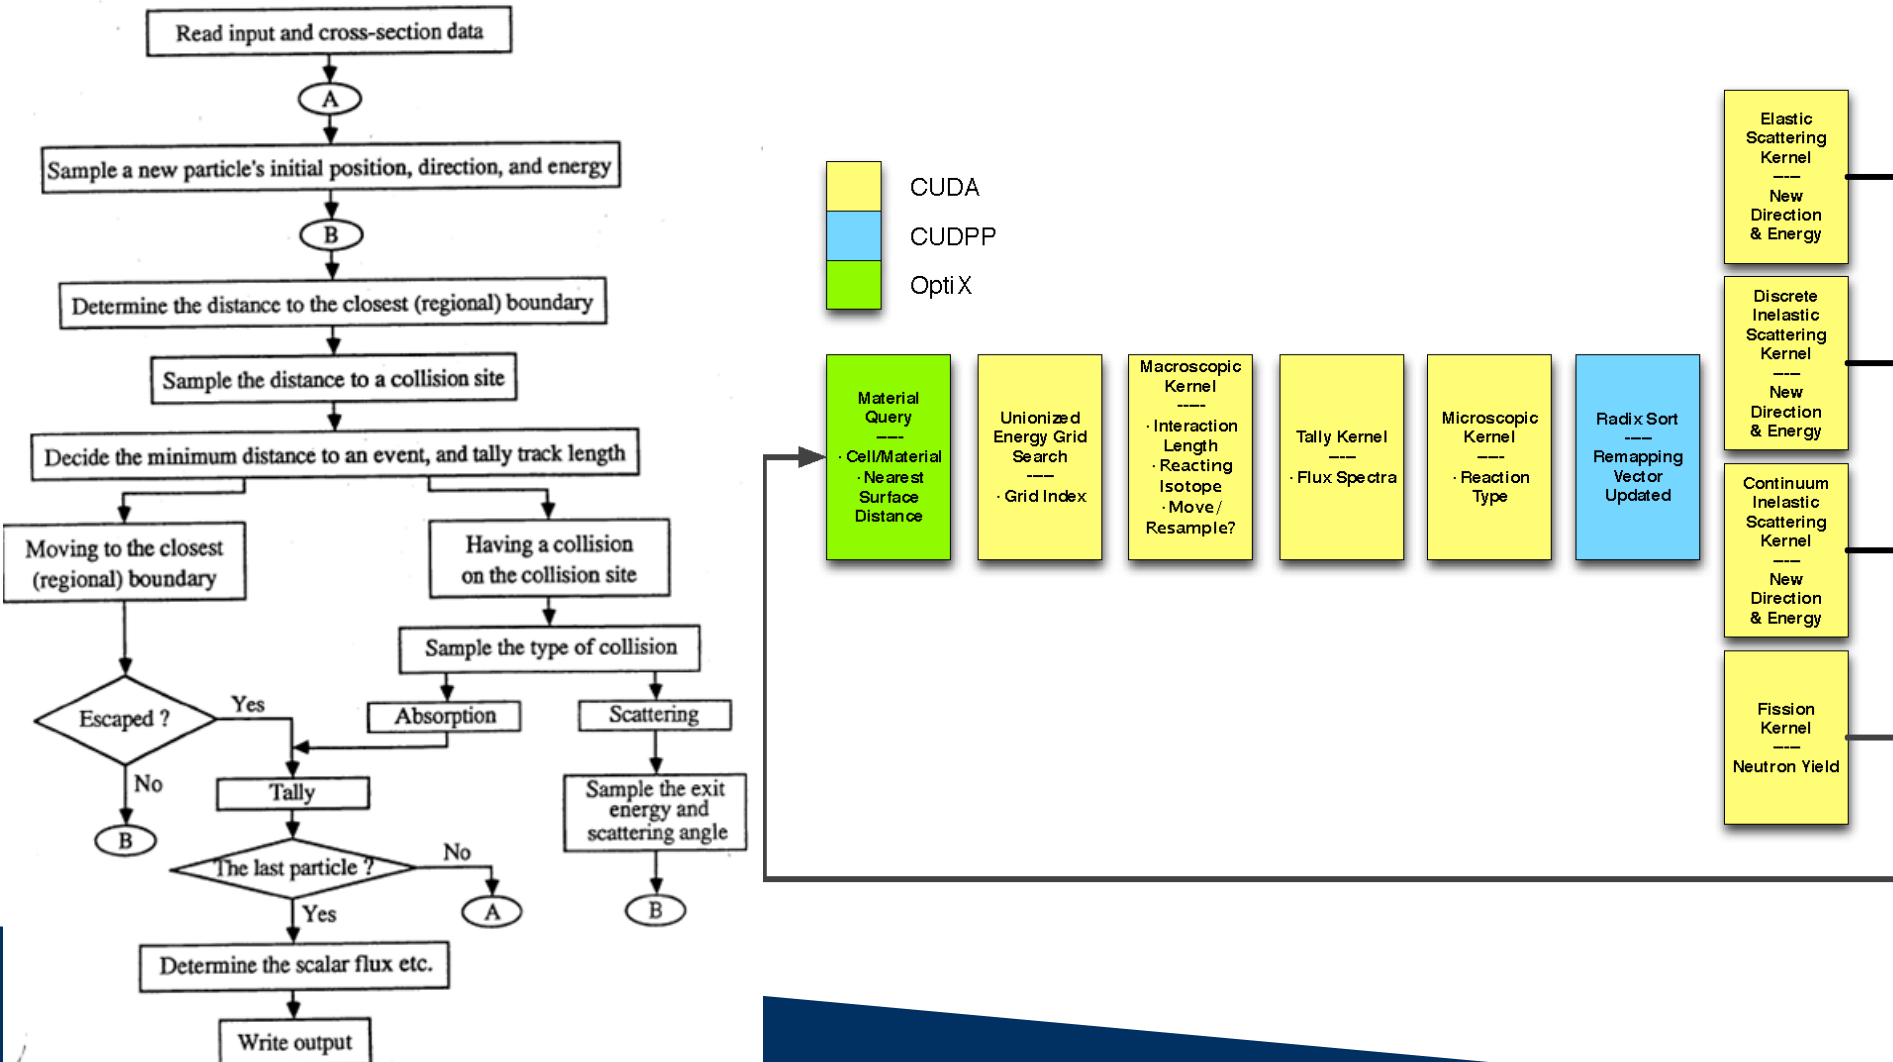 Read input and cross-section data
A
Sample a new particle's initial position, direction, and energy
B
Determine the distance to the closest (regional) boundary
Sample the distance to a collision site
Decide the minimum distance to an event, and tally track length
Moving to the closest
(regional) boundary
Having a collision
on the collision site
Sample the type of collision
Escaped ?
Yes
No
B
Absorption
Scattering
Tally
Sample the exit
energy and
scattering angle
B
The last particle ?
No
A
Yes
Determine the scalar flux etc.
Write output
CUDA
CUDPP
OptiX
Material
Query
-----
· Cell/Material
· Nearest
Surface
Distance
Unionized
Energy Grid
Search
-----
· Grid Index
Macroscopic
Kernel
-----
· Interaction
Length
· Reacting
Isotope
· Move/
Resample?
Tally Kernel
-----
· Flux Spectra
Microscopic
Kernel
-----
· Reaction
Type
Radix Sort
-----
Remapping
Vector
Updated
Elastic
Scattering
Kernel
-----
New
Direction
& Energy
Discrete
Inelastic
Scattering
Kernel
-----
New
Direction
& Energy
Continuum
Inelastic
Scattering
Kernel
-----
New
Direction
& Energy
Fission
Kernel
-----
Neutron Yield